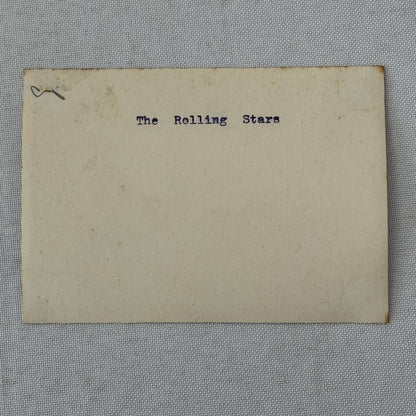 The Rolling Stars